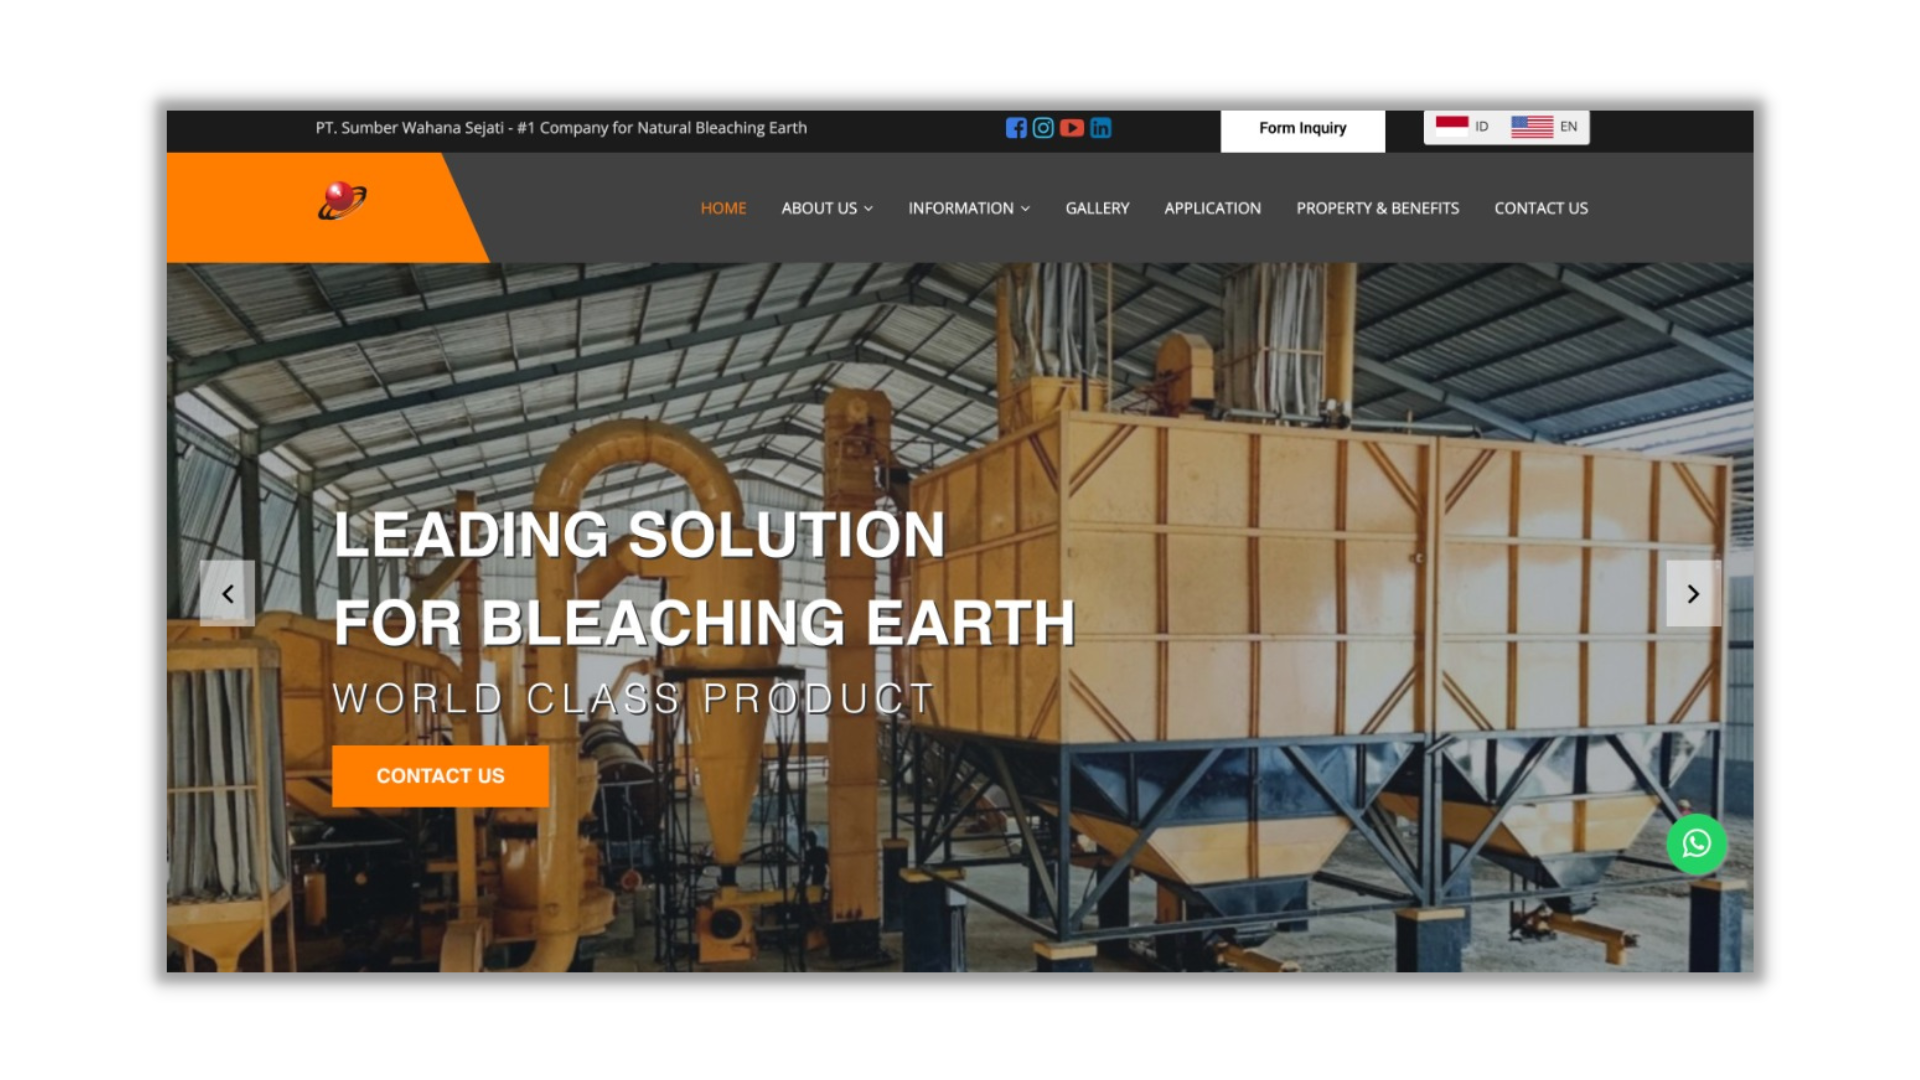 PT. Sumber Wahana Sejati - #1 Company for Natural Bleaching Earth
Form Inquiry
ID
EN
HOME
ABOUT US
INFORMATION
GALLERY
APPLICATION
PROPERTY & BENEFITS
CONTACT US
LEADING SOLUTION
FOR BLEACHING EARTH
WORLD CLASS PRODUCT
CONTACT US